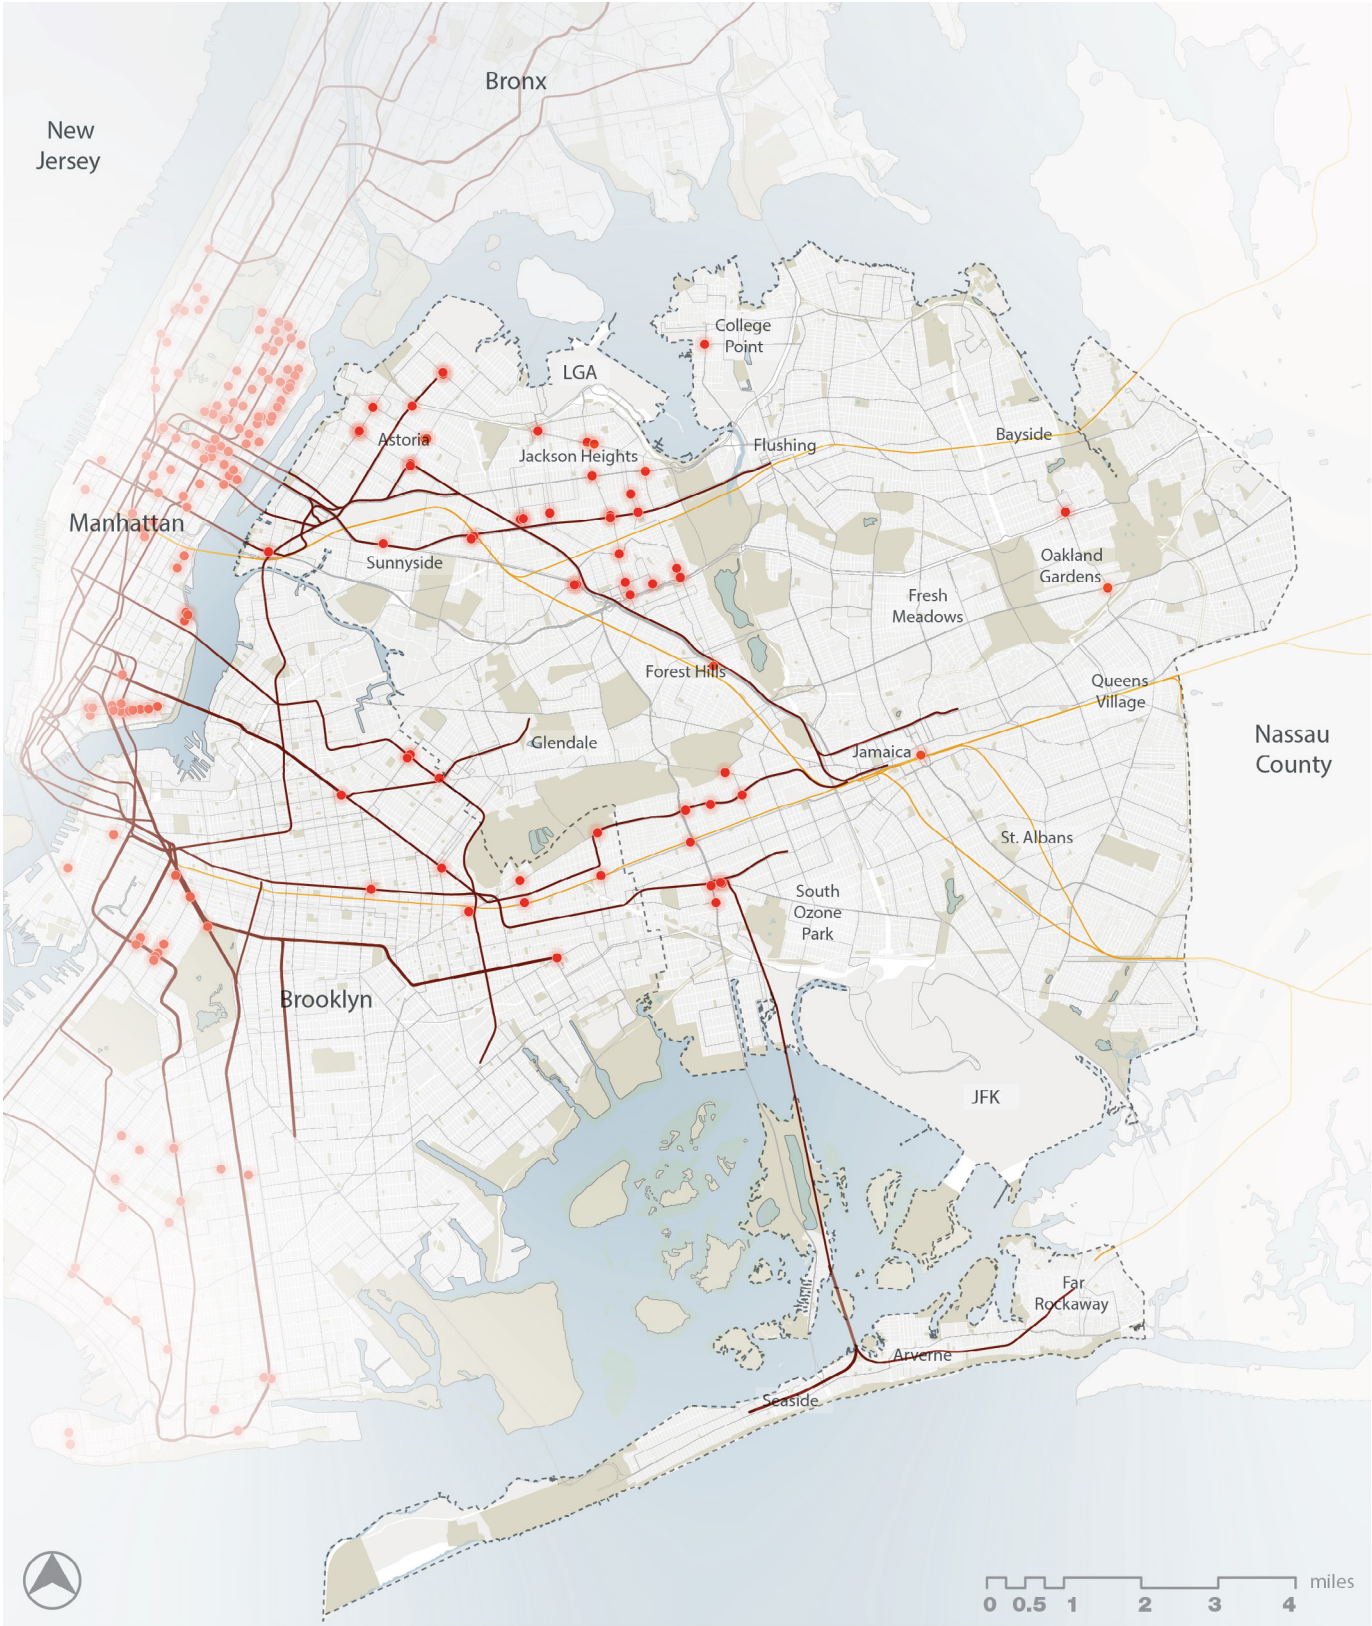 Bronx
New
Jersey
College
Point
LGA
Astoria
Jackson Heights
Flushing
Bayside
Manhattan
Sunnyside
Oakland
Gardens
Fresh
Meadows
Forest Hills
Queens
Village
Glendale
Jamaica
Nassau
County
St. Albans
South
Ozone
Park
Brooklyn
JFK
Far
Rockaway
Arverne
Seaside
0 0.5 1 2 3 4 miles